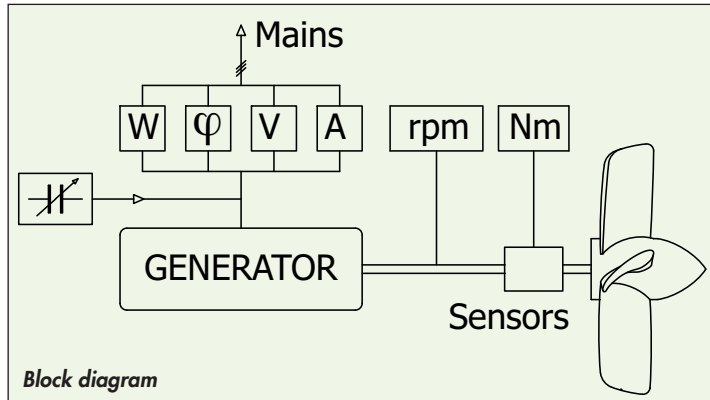 Mains
W φ V A rpm Nm
GENERATOR
Sensors
Block diagram